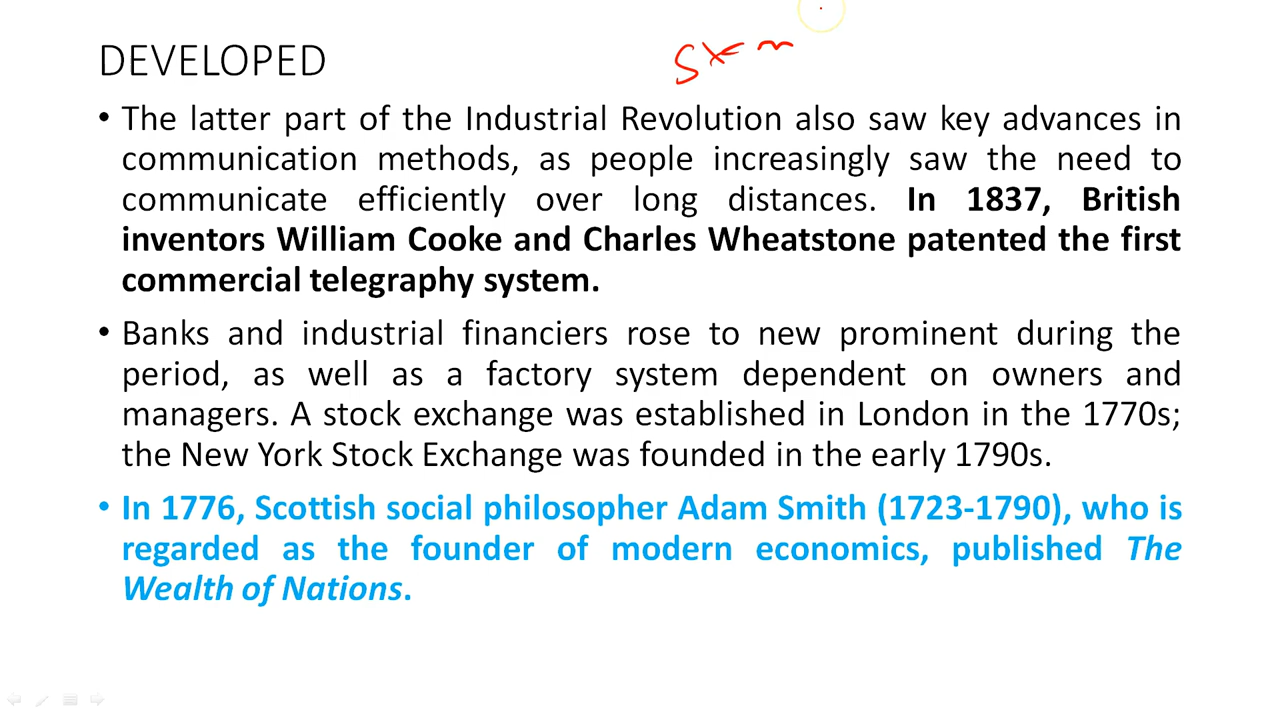 DEVELOPED
• The latter part of the Industrial Revolution also saw key advances in
communication methods, as people increasingly saw the need to
communicate efficiently over long distances. In 1837, British
inventors William Cooke and Charles Wheatstone patented the first
commercial telegraphy system.
• Banks and industrial financiers rose to new prominent during the
period, as well as a factory system dependent on owners and
managers. A stock exchange was established in London in the 1770s;
the New York Stock Exchange was founded in the early 1790s.
• In 1776, Scottish social philosopher Adam Smith (1723-1790), who is
regarded as the founder of modern economics, published The
Wealth of Nations.